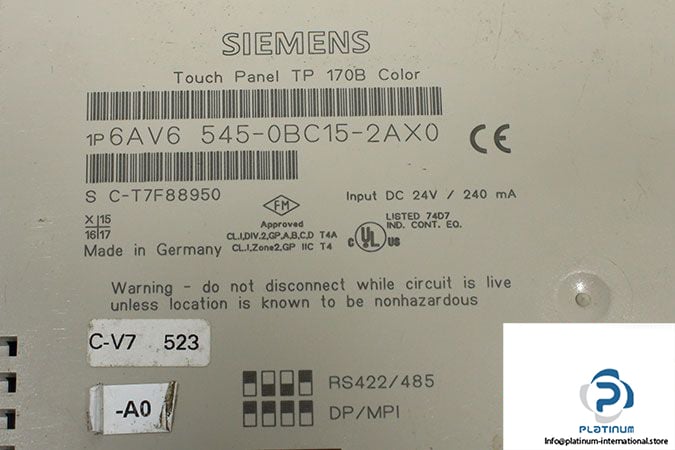 SIEMENS
Touch Panel TP 170B Color
1P 6AV6 545-0BC15-2AX0
CE
S C-T7F88950
FM
Approved
CL.I,DIV.2,GP.A,B,C,D T4A
CL.I,Zone2,GP IIC T4
Input DC 24V / 240 mA
X 15
16 17
C UL US
LISTED 74D7
IND. CONT. EQ.
Made in Germany
Warning - do not disconnect while circuit is live
unless location is known to be nonhazardous
C-V7 523
-A0
RS422/485
DP/MPI
PLATINUM
Info@platinum-international.store